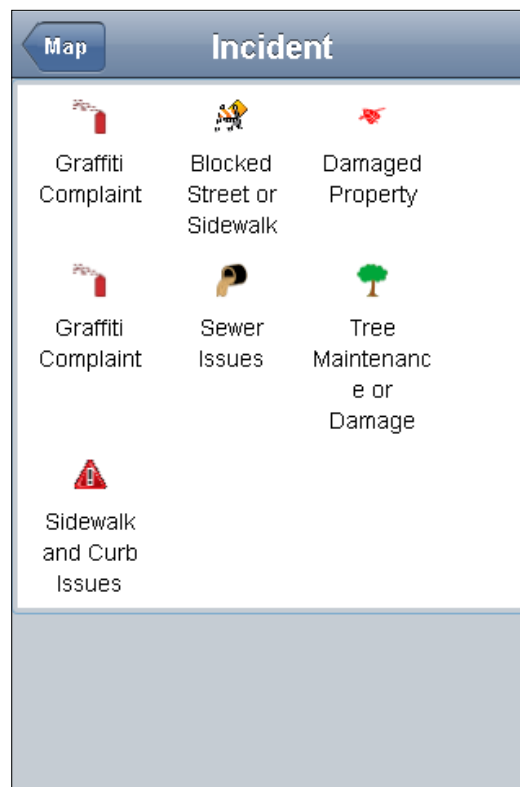 Map
Incident
Graffiti
Complaint
Blocked
Street or
Sidewalk
Damaged
Property
Graffiti
Complaint
Sewer
Issues
Tree
Maintenanc
e or
Damage
Sidewalk
and Curb
Issues